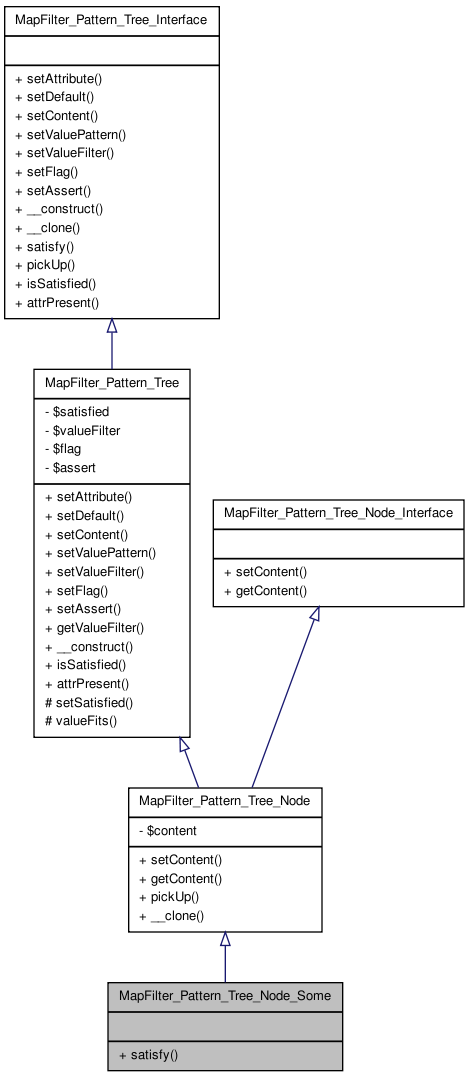 MapFilter_Pattern_Tree_Interface
+ setAttribute()
+ setDefault()
+ setContent()
+ setValuePattern()
+ setValueFilter()
+ setFlag()
+ setAssert()
+ __construct()
+ __clone()
+ satisfy()
+ pickUp()
+ isSatisfied()
+ attrPresent()
MapFilter_Pattern_Tree
- $satisfied
- $valueFilter
- $flag
- $assert
+ setAttribute()
+ setDefault()
+ setContent()
+ setValuePattern()
+ setValueFilter()
+ setFlag()
+ setAssert()
+ getValueFilter()
+ __construct()
+ isSatisfied()
+ attrPresent()
# setSatisfied()
# valueFits()
MapFilter_Pattern_Tree_Node_Interface
+ setContent()
+ getContent()
MapFilter_Pattern_Tree_Node
- $content
+ setContent()
+ getContent()
+ pickUp()
+ __clone()
MapFilter_Pattern_Tree_Node_Some
+ satisfy()